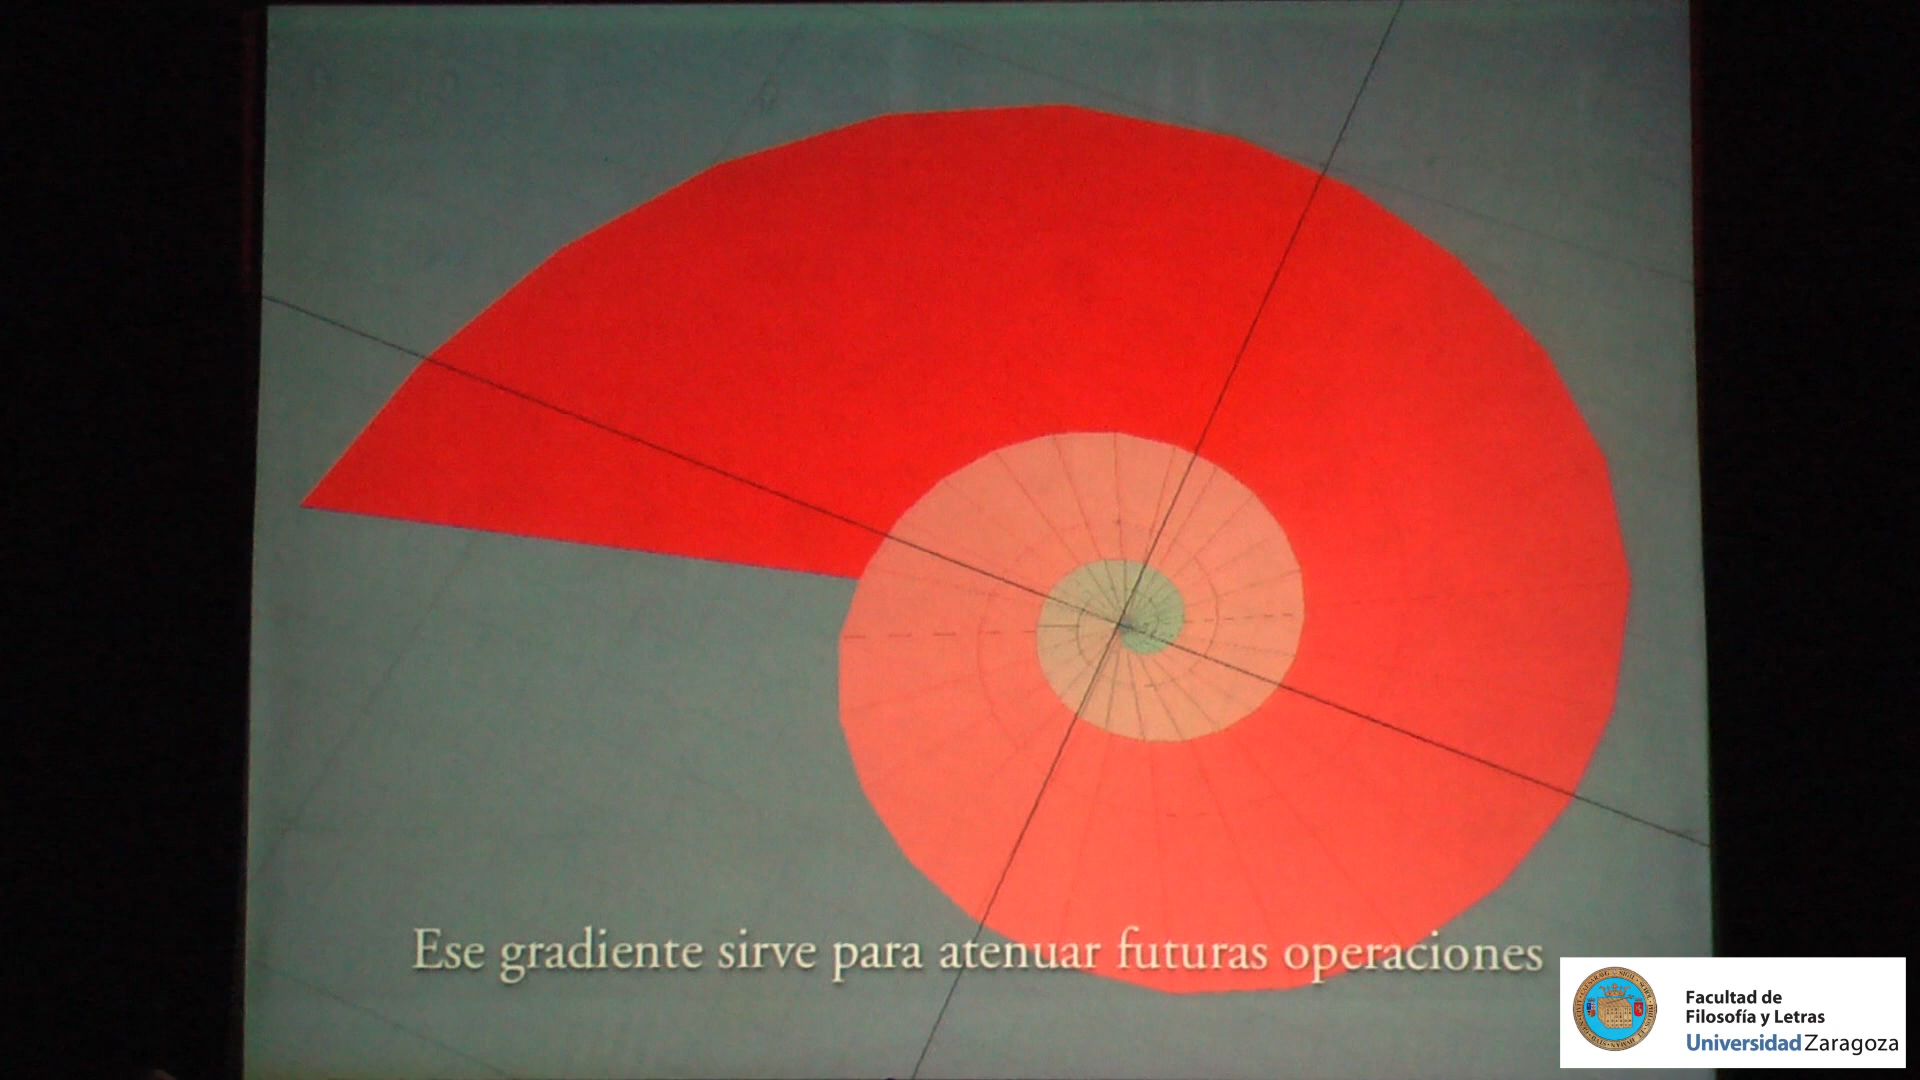 Ese gradiente sirve para atenuar futuras operaciones
Facultad de
Filosofía y Letras
Universidad Zaragoza